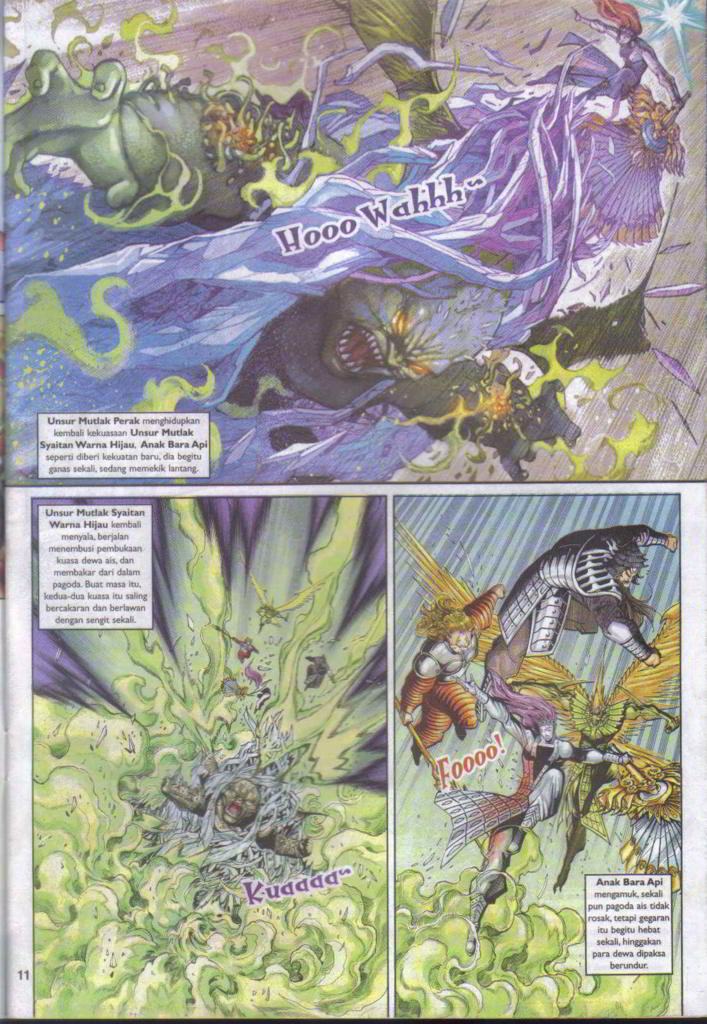 Hooo Wahhh~
Unsur Mutlak Perak menghidupkan
kembali kekuasaan Unsur Mutlak
Syaitan Warna Hijau, Anak Bara Api
seperti diberi kekuatan baru, dia begitu
ganas sekali, sedang memekik lantang.
Unsur Mutlak Syaitan
Warna Hijau kembali
menyala, berjalan
menembusi pembukaan
kuasa dewa ais, dan
membakar dari dalam
pagoda. Buat masa itu,
kedua-dua kuasa itu saling
bercakaran dan berlawan
dengan sengit sekali.
Kuaaaa~
Foooo!
Anak Bara Api
mengamuk, sekali
pun pagoda ais tidak
rosak, tetapi gegaran
itu begitu hebat
sekali, hinggakan
para dewa dipaksa
berundur.
11